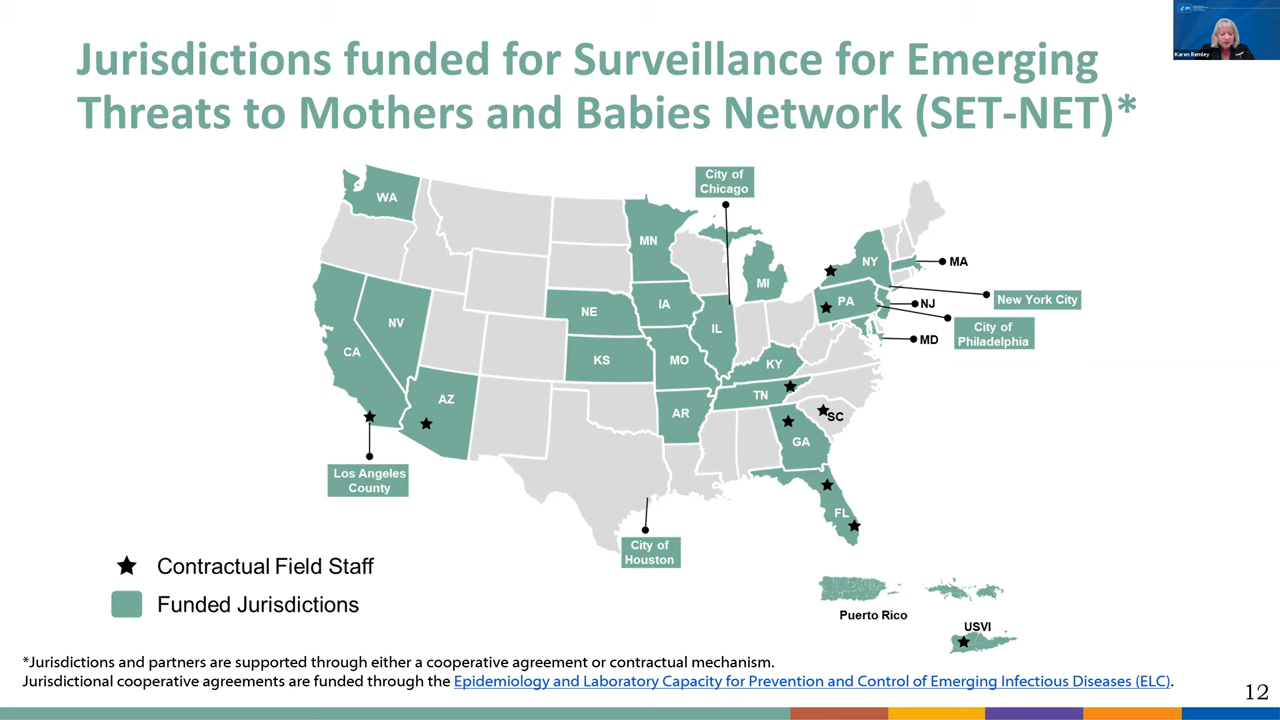 Karen Remley
Jurisdictions funded for Surveillance for Emerging
Threats to Mothers and Babies Network (SET-NET)*
City of
Chicago
WA
MN
NY
MA
MI
New York City
NE
IA
PA
NJ
NV
IL
City of
Philadelphia
MD
CA
KS
MO
KY
AZ
TN
AR
SC
GA
Los Angeles
County
FL
City of
Houston
Contractual Field Staff
Funded Jurisdictions
Puerto Rico
USVI
*Jurisdictions and partners are supported through either a cooperative agreement or contractual mechanism.
Jurisdictional cooperative agreements are funded through the Epidemiology and Laboratory Capacity for Prevention and Control of Emerging Infectious Diseases (ELC).
12